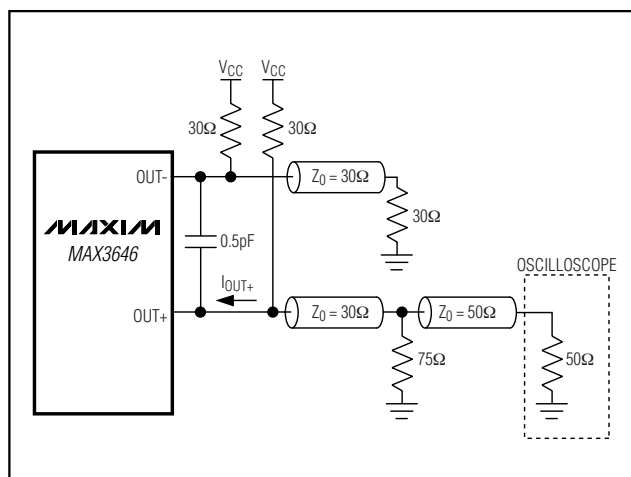 VCC VCC
30Ω 30Ω
OUT- Z0 = 30Ω
MAXIM
MAX3646
0.5pF 30Ω
OSCILLOSCOPE
IOUT+
OUT+ Z0 = 30Ω Z0 = 50Ω
75Ω 50Ω